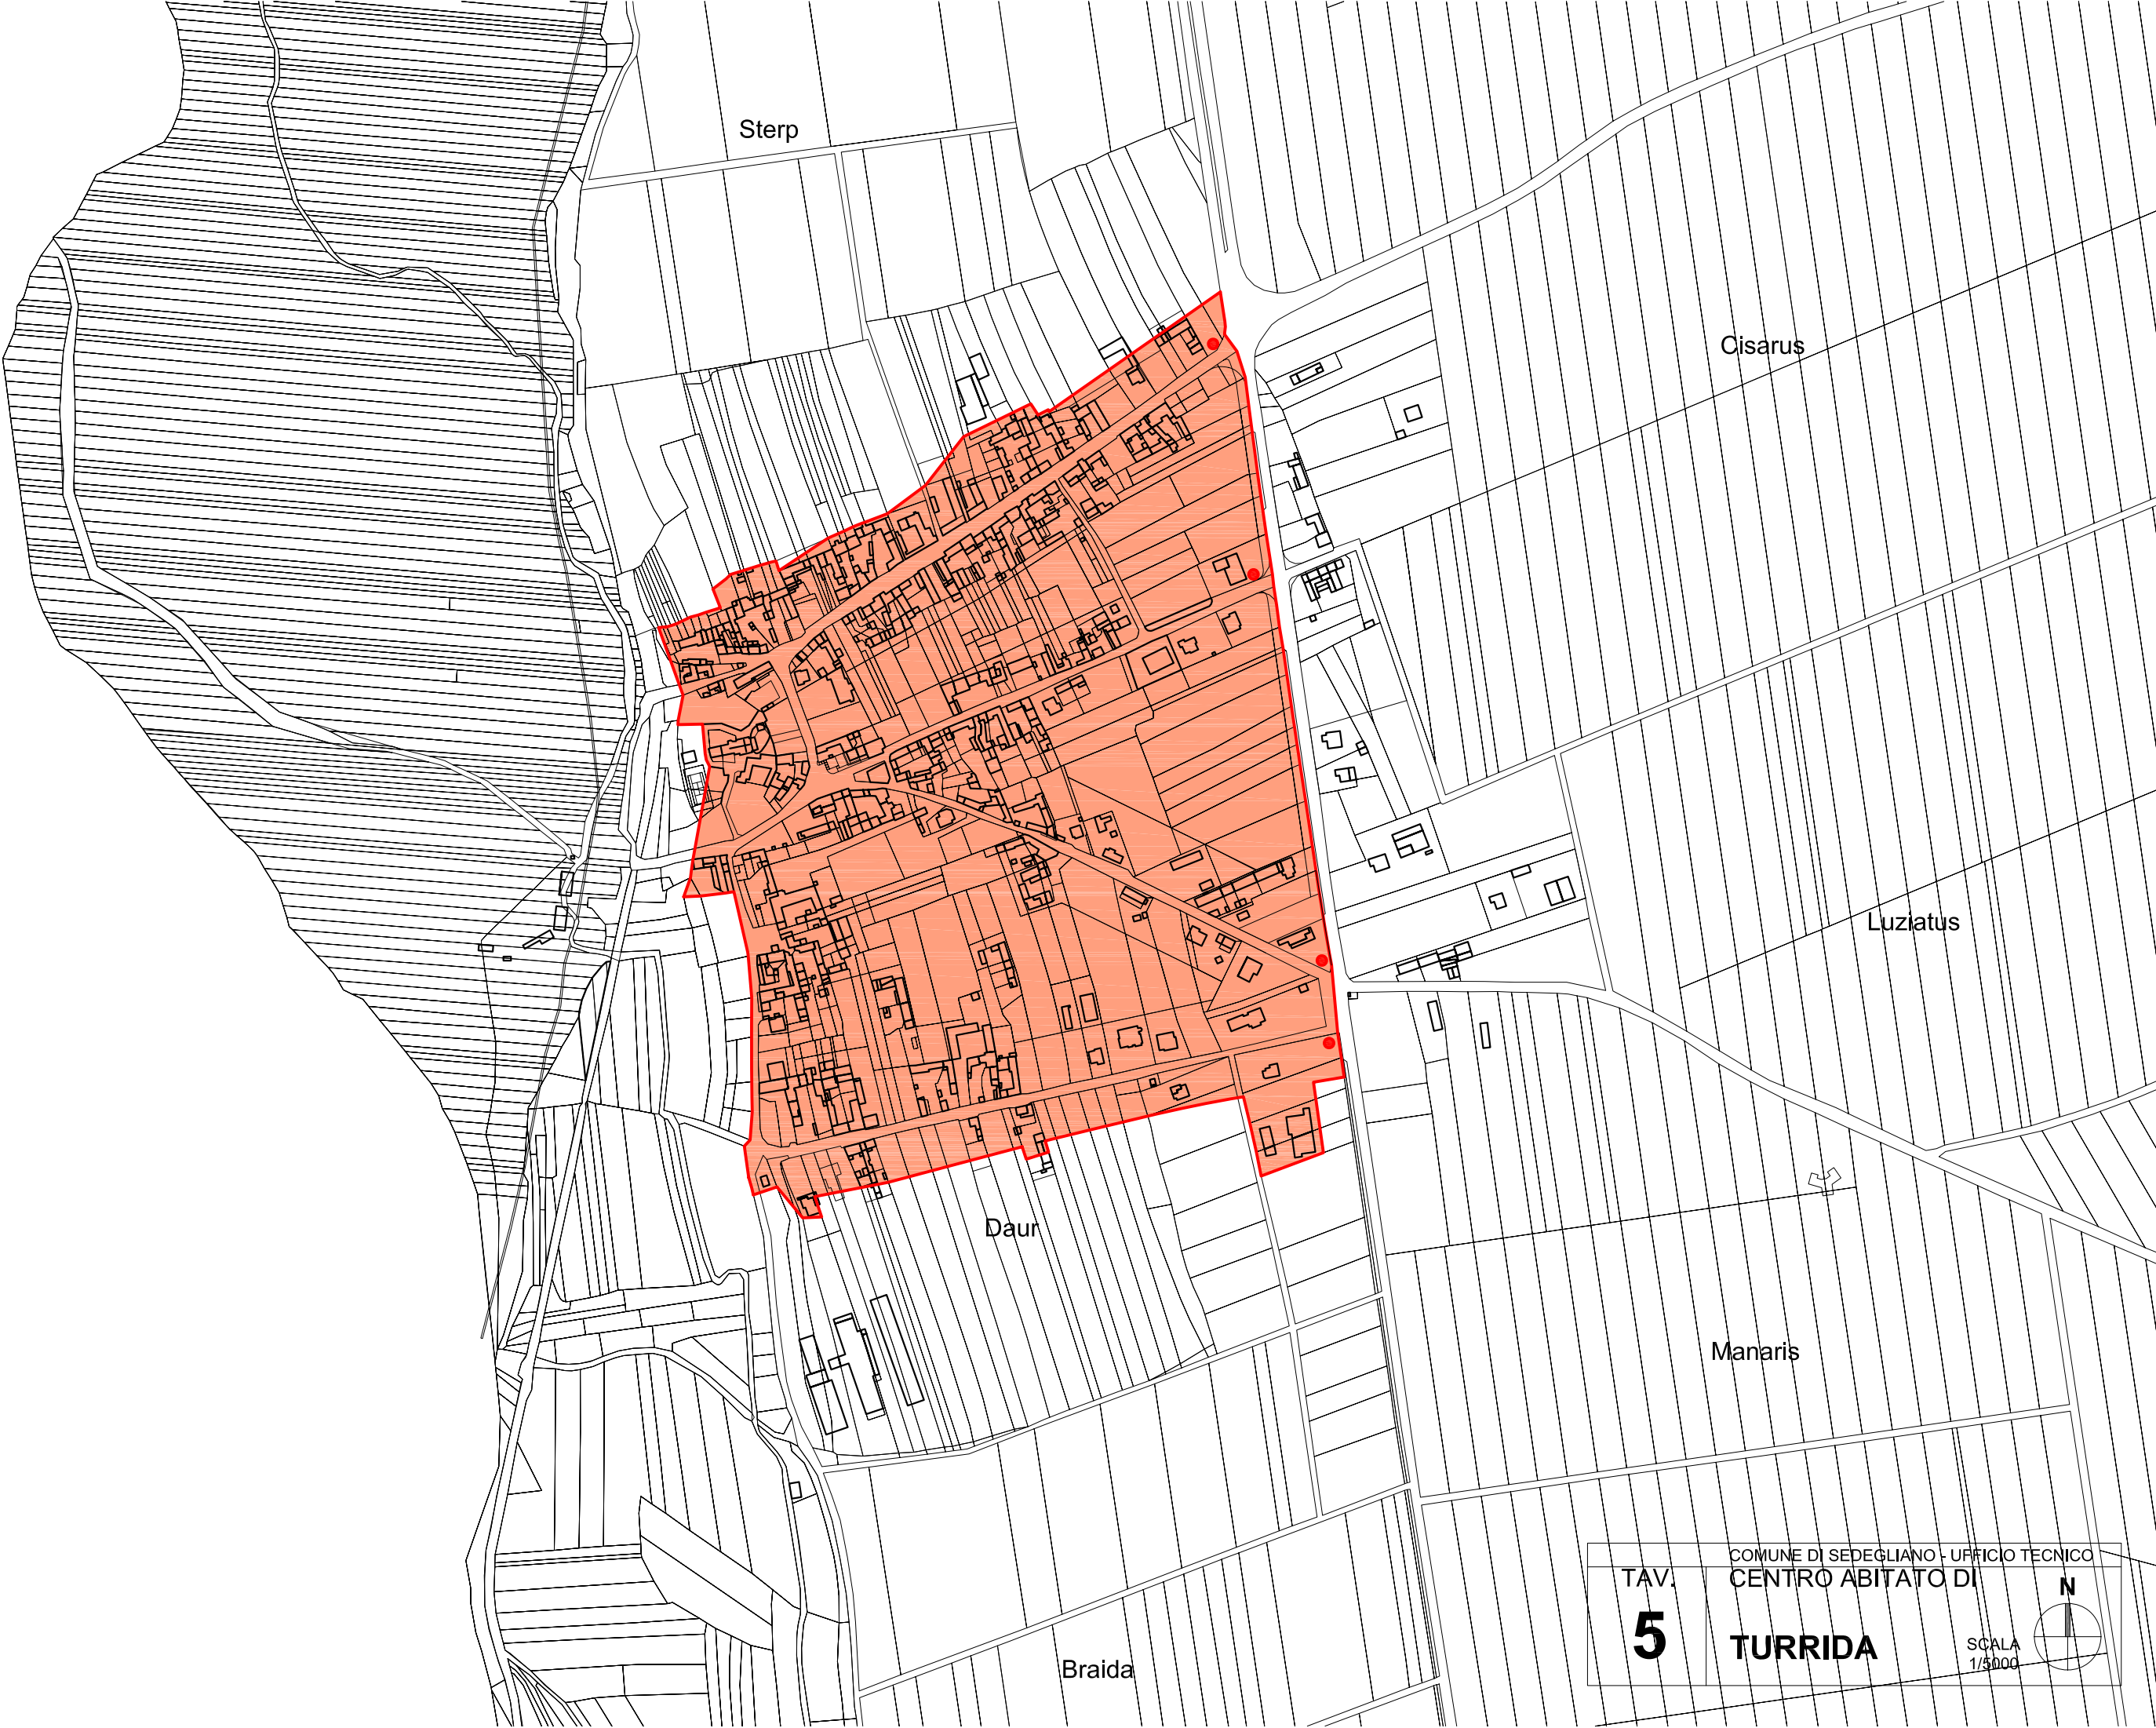 Sterp
Cisarus
Luziatus
Daur
Manaris
Braida
COMUNE DI SEDEGLIANO - UFFICIO TECNICO
TAV.
5
CENTRO ABITATO DI
TURRIDA
SCALA
1/5000
N